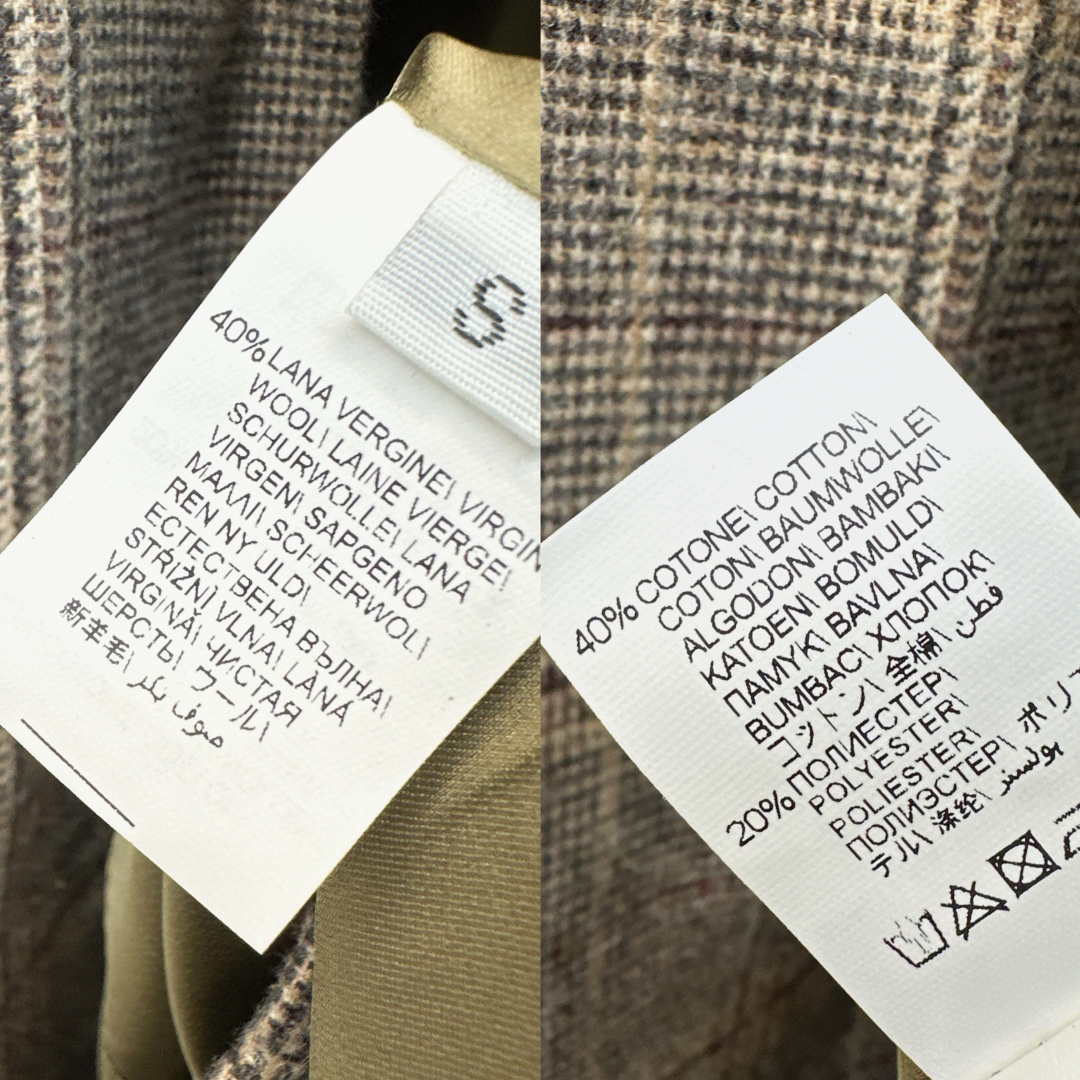 S
40% LANA VERGINE\ VIRGIN
WOOL\ LAINE VIERGE\
SCHURWOLLE\ LANA
VIRGEN\ SAPGENO
ΜΑΛΛΙ\ SCHEERWOL\
REN NY ULD\
ЕСТЕСТВЕНА ВЪЛНА\
STŘIŽNÍ VLNA\ LÂNĂ
VIRGINĂ\ ЧИСТАЯ
ШЕРСТЬ\ ウール\
新羊毛\ صوف بكر
40% COTONE\ COTTON\
COTON\ BAUMWOLLE\
ALGODON\ BAMBAKI\
KATOEN\ BOMULD\
ПАМУК\ BAVLNA\
BUMBAC\ ХЛОПОК\
コットン\ 全棉\ قطن
20% ПОЛИЕСТЕР\
POLYESTER\
POLIESTER\
ПОЛИЭСТЕР\ ポリ
テル\ 涤纶\